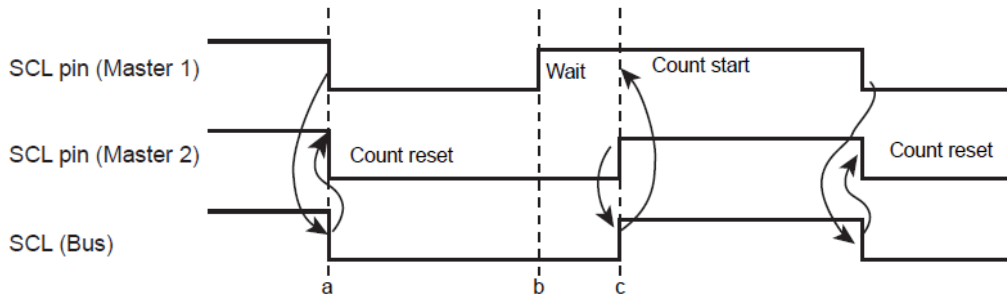 SCL pin (Master 1)
Wait
Count start
SCL pin (Master 2)
Count reset
Count reset
SCL (Bus)
a
b
c